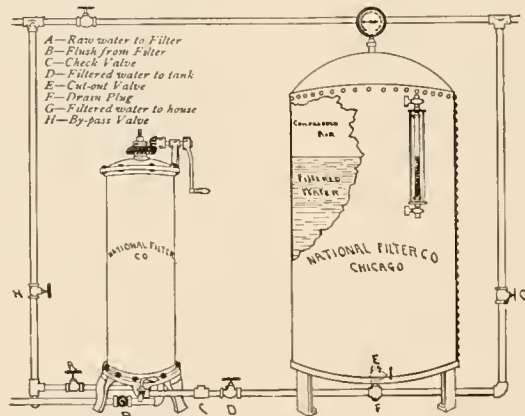 A—Raw water to Filter
B—Flush from Filter
C—Check Valve
D—Filtered water to tank
E—Cut-out Valve
F—Drain Plug
G—Filtered water to house
H—By-pass Valve
COMPRESSED
AIR
FILTERED
WATER
NATIONAL FILTER
CO
NATIONAL FILTER CO
CHICAGO
H
G
E
B
C
D
F